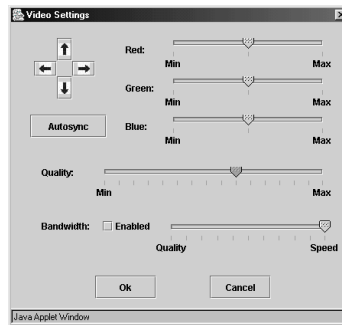 Video Settings
Red:
Min Max
Green:
Min Max
Autosync
Blue:
Min Max
Quality:
Min Max
Bandwidth: Enabled
Quality Speed
Ok Cancel
Java Applet Window